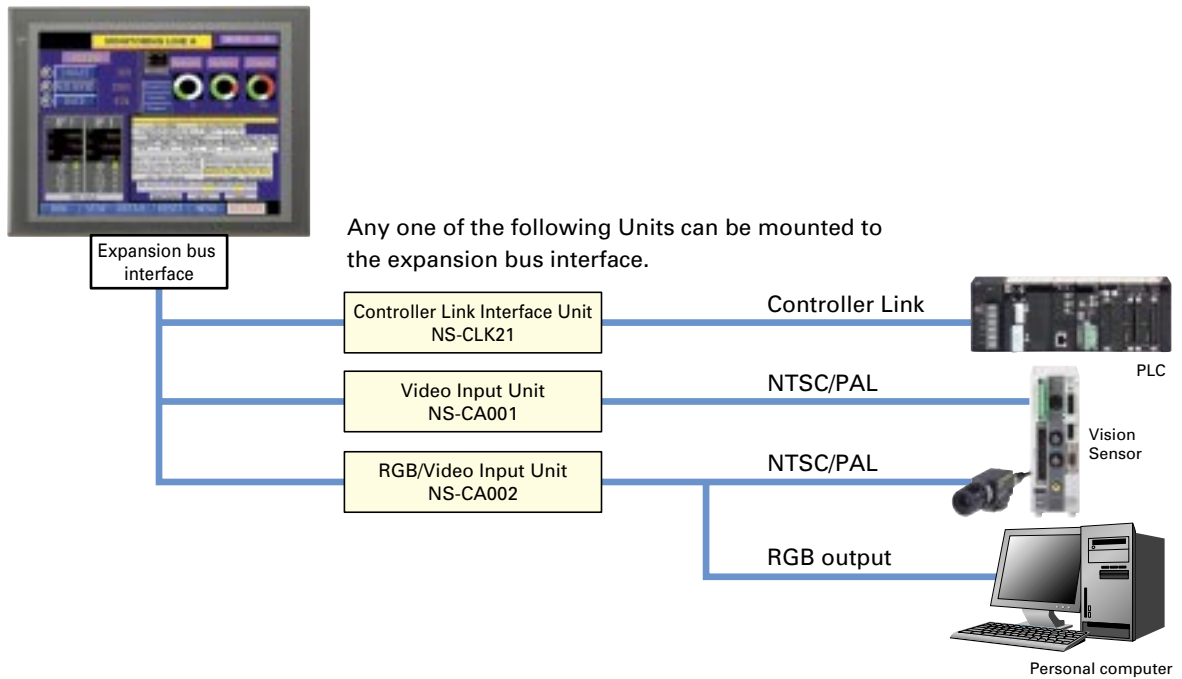 MONITORING LINE A
Expansion bus
interface
Any one of the following Units can be mounted to
the expansion bus interface.
Controller Link Interface Unit
NS-CLK21
Controller Link
PLC
Video Input Unit
NS-CA001
NTSC/PAL
Vision
Sensor
RGB/Video Input Unit
NS-CA002
NTSC/PAL
RGB output
Personal computer